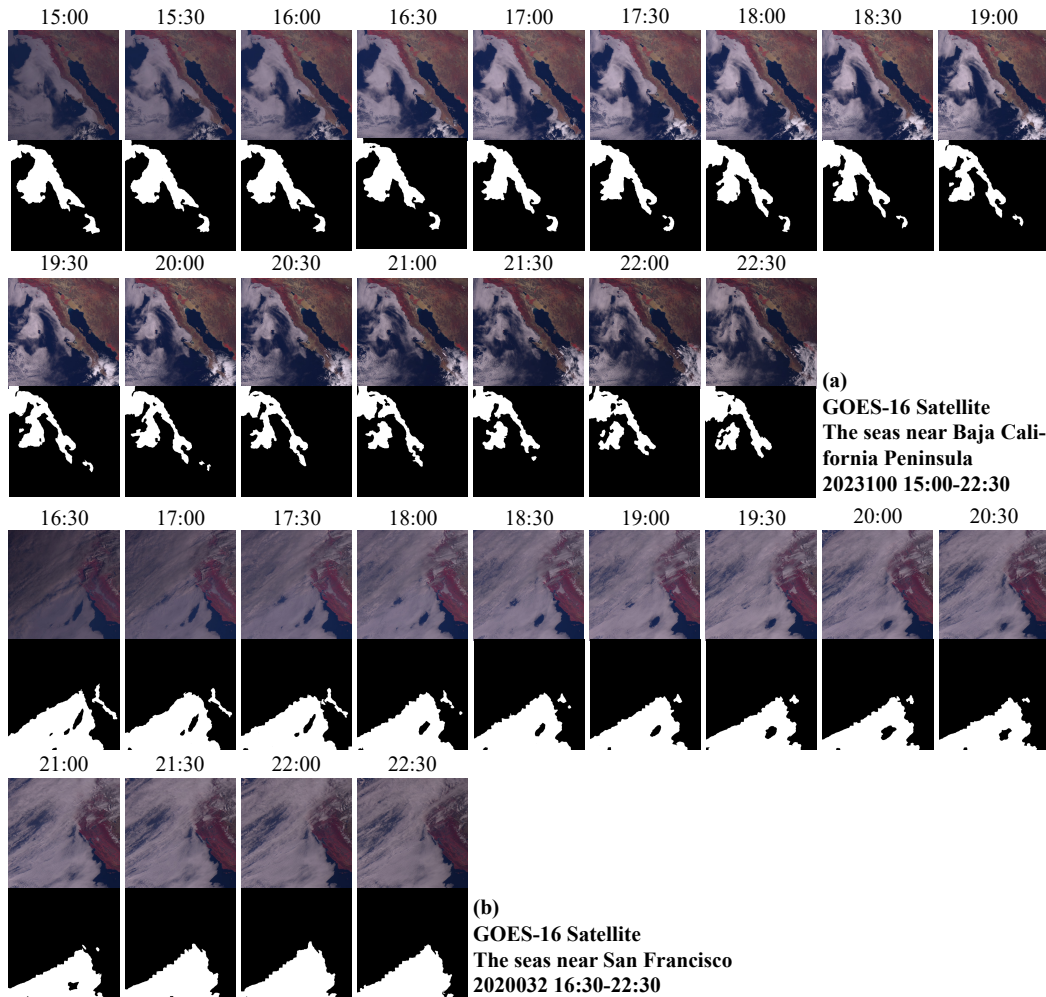 15:00 15:30 16:00 16:30 17:00 17:30 18:00 18:30 19:00
19:30 20:00 20:30 21:00 21:30 22:00 22:30
(a)
GOES-16 Satellite
The seas near Baja Cali-
fornia Peninsula
2023100 15:00-22:30
16:30 17:00 17:30 18:00 18:30 19:00 19:30 20:00 20:30
21:00 21:30 22:00 22:30
(b)
GOES-16 Satellite
The seas near San Francisco
2020032 16:30-22:30